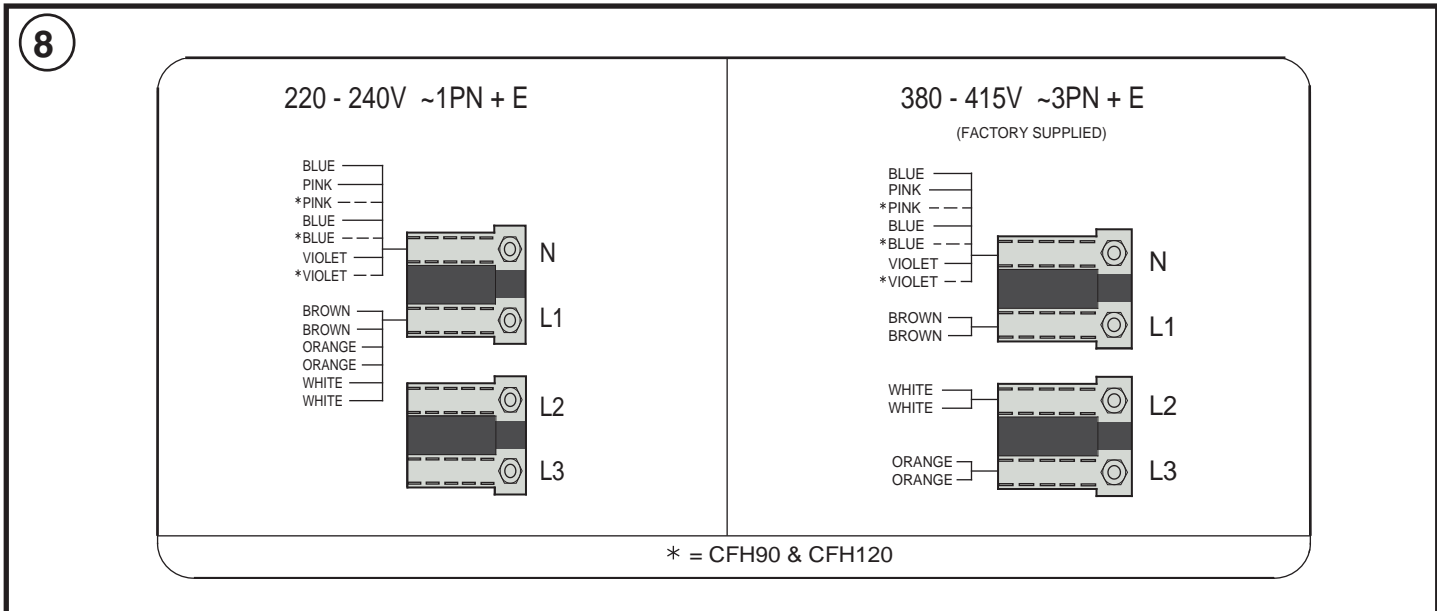 8
220 - 240V ~1PN + E
BLUE
PINK
*PINK
BLUE
*BLUE
VIOLET
*VIOLET
N
BROWN
BROWN
ORANGE
ORANGE
WHITE
WHITE
L1
L2
L3
380 - 415V ~3PN + E
(FACTORY SUPPLIED)
BLUE
PINK
*PINK
BLUE
*BLUE
VIOLET
*VIOLET
N
BROWN
BROWN
L1
WHITE
WHITE
L2
ORANGE
ORANGE
L3
* = CFH90 & CFH120